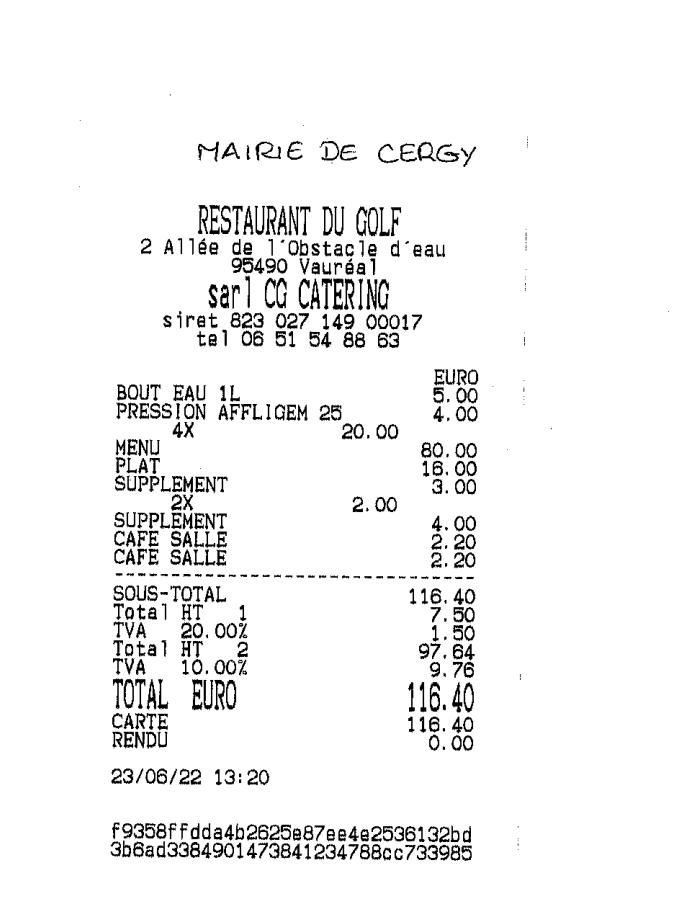 MAIRIE DE CERGY
RESTAURANT DU GOLF
2 Allée de l'Obstacle d'eau
95490 Vauréal
sarl CG CATERING
siret 823 027 149 00017
tel 06 51 54 88 63
EURO
BOUT EAU 1L 5.00
PRESSION AFFLIGEM 25 4.00
4X 20.00
MENU 80.00
PLAT 16.00
SUPPLEMENT 3.00
2X 2.00
SUPPLEMENT 4.00
CAFE SALLE 2.20
CAFE SALLE 2.20
SOUS-TOTAL 116.40
Total HT 1 7.50
TVA 20.00% 1.50
Total HT 2 97.64
TVA 10.00% 9.76
TOTAL EURO 116.40
CARTE 116.40
RENDU 0.00
23/06/22 13:20
f9358ffdda4b2625e87ee4e2536132bd
3b6ad3384901473841234788cc733985